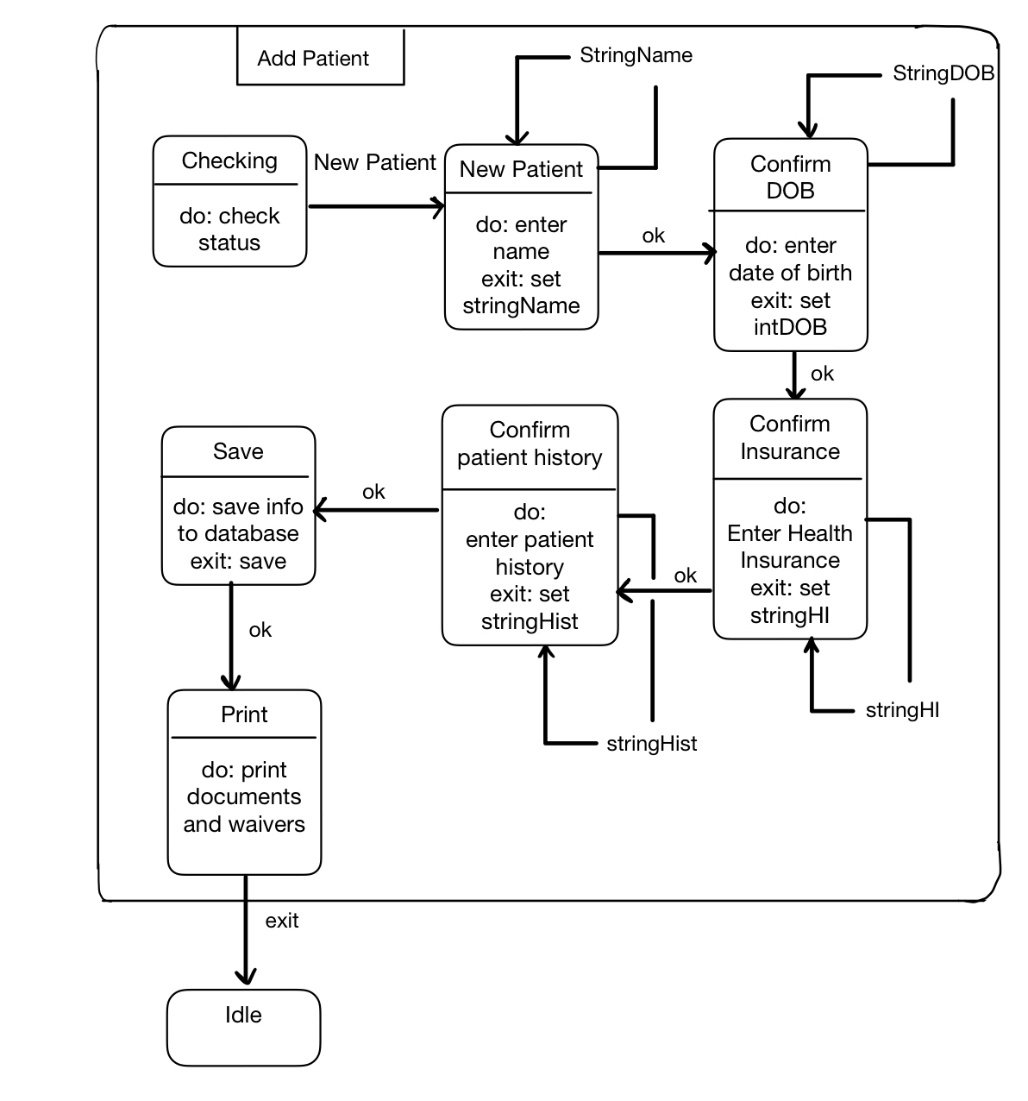 Add Patient
StringName
StringDOB
Checking
do: check
status
New Patient
New Patient
do: enter
name
exit: set
stringName
ok
Confirm
DOB
do: enter
date of birth
exit: set
intDOB
ok
Confirm
Insurance
do:
Enter Health
Insurance
exit: set
stringHI
stringHI
ok
Confirm
patient history
do:
enter patient
history
exit: set
stringHist
stringHist
ok
Save
do: save info
to database
exit: save
ok
Print
do: print
documents
and waivers
exit
Idle